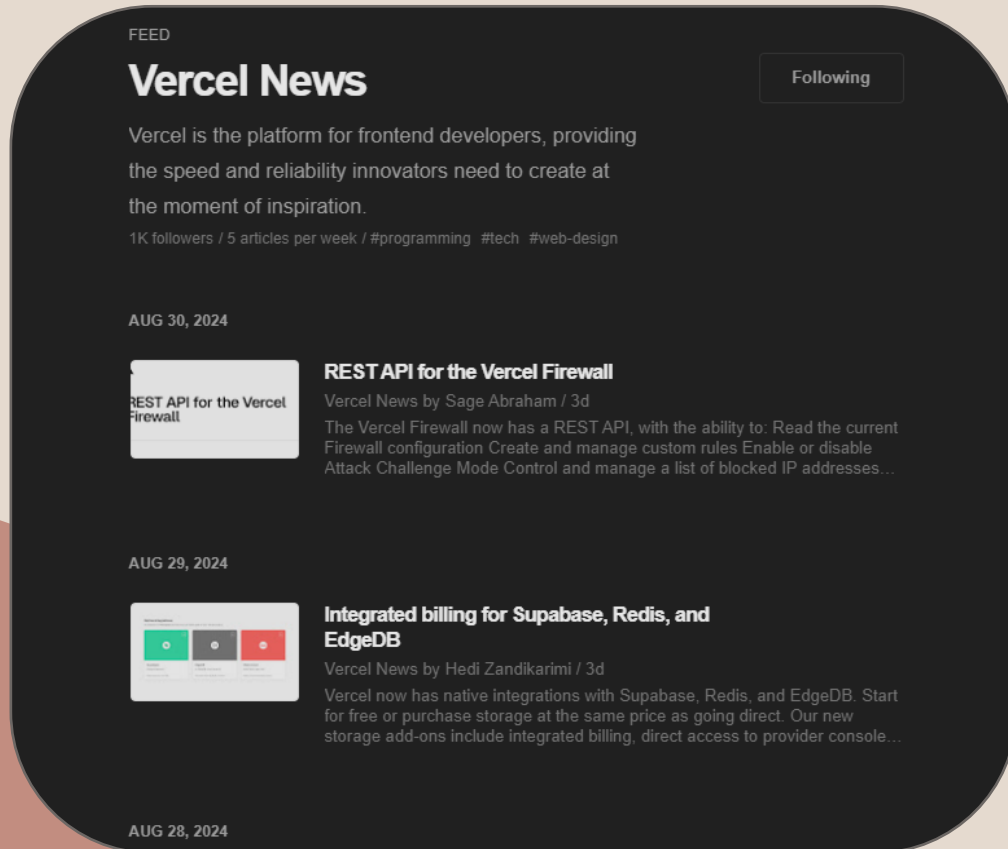 FEED
Vercel News
Following
Vercel is the platform for frontend developers, providing
the speed and reliability innovators need to create at
the moment of inspiration.
1K followers / 5 articles per week / #programming #tech #web-design
AUG 30, 2024
REST API for the Vercel
Firewall
REST API for the Vercel Firewall
Vercel News by Sage Abraham / 3d
The Vercel Firewall now has a REST API, with the ability to: Read the current
Firewall configuration Create and manage custom rules Enable or disable
Attack Challenge Mode Control and manage a list of blocked IP addresses…
AUG 29, 2024
Integrated billing for Supabase, Redis, and
EdgeDB
Vercel News by Hedi Zandikarimi / 3d
Vercel now has native integrations with Supabase, Redis, and EdgeDB. Start
for free or purchase storage at the same price as going direct. Our new
storage add-ons include integrated billing, direct access to provider console…
AUG 28, 2024